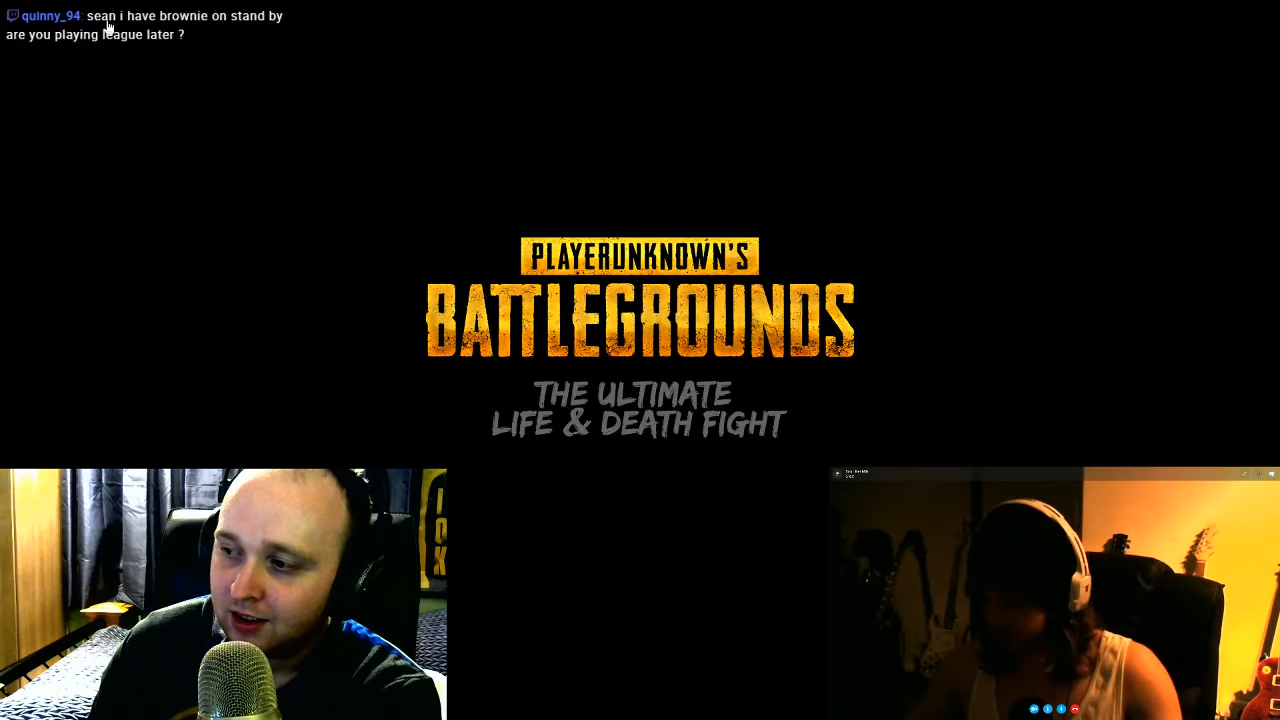 quinny_94: sean i have brownie on stand by
are you playing league later ?
PLAYERUNKNOWN'S
BATTLEGROUNDS
THE ULTIMATE
LIFE & DEATH FIGHT